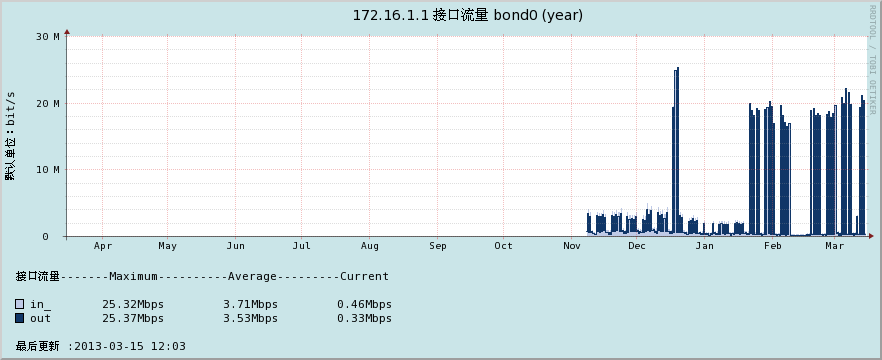 172.16.1.1 接口流量 bond0 (year)
RRDTOOL / TOBI OETIKER
默认单位：bit/s
30 M
20 M
10 M
0
Apr May Jun Jul Aug Sep Oct Nov Dec Jan Feb Mar
接口流量-------Maximum----------Average---------Current
in_ 25.32Mbps 3.71Mbps 0.46Mbps
out 25.37Mbps 3.53Mbps 0.33Mbps
最后更新 :2013-03-15 12:03